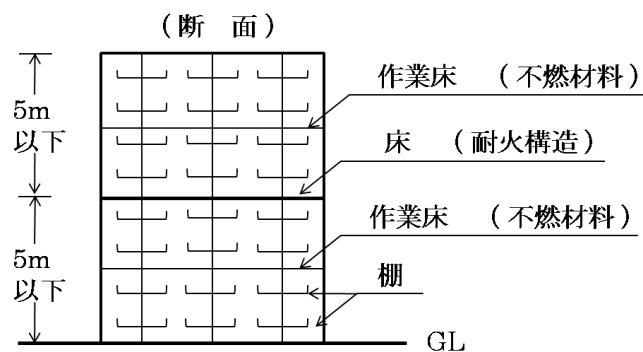 （断　面）
5m
以下
作業床　（不燃材料）
床　（耐火構造）
5m
以下
作業床　（不燃材料）
棚
GL